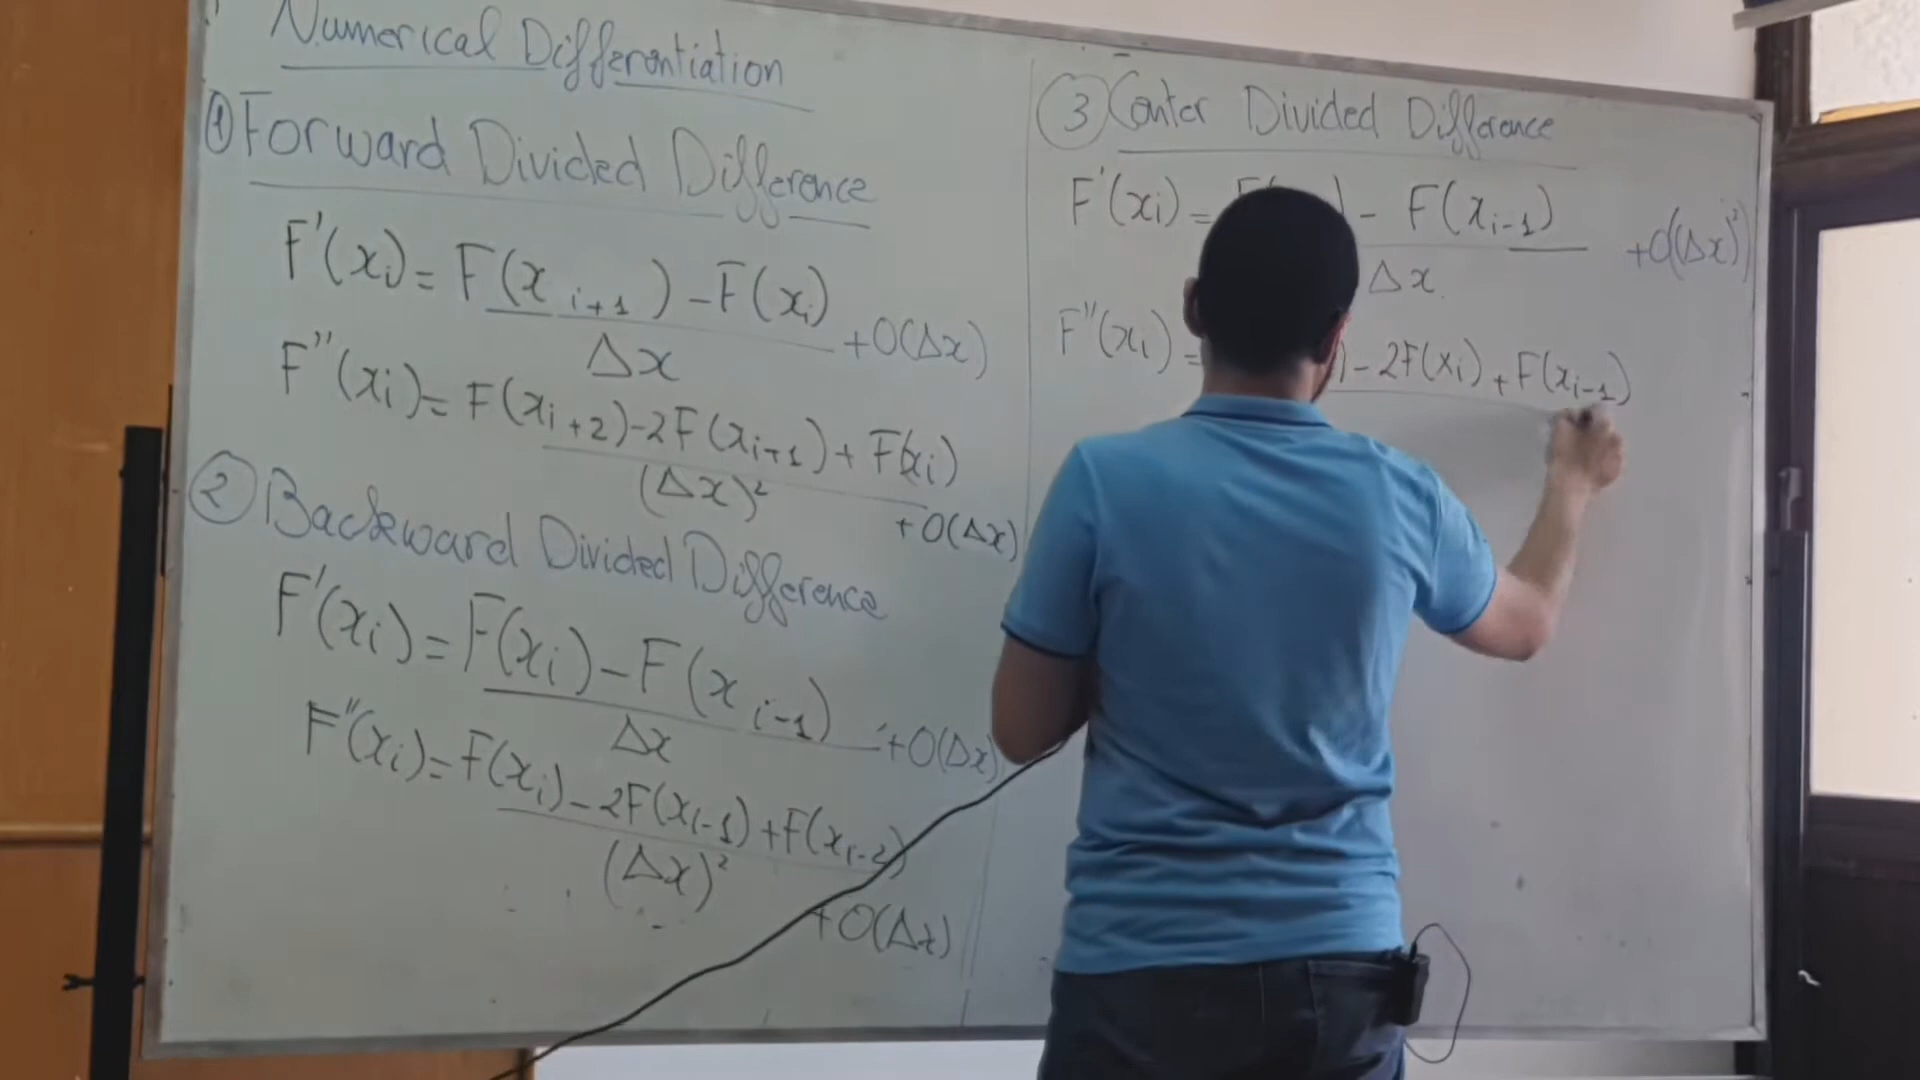 Numerical Differentiation
① Forward Divided Difference
F'(xi) = F(x i+1) - F(xi)
Δx
+O(Δx)
F''(xi) = F(xi+2) - 2F(xi+1) + F(xi)
(Δx)²
+O(Δx)
② Backward Divided Difference
F'(xi) = F(xi) - F(x i-1)
Δx
+O(Δx)
F''(xi) = F(xi) - 2F(xi-1) + F(xi-2)
(Δx)²
+O(Δx)
③ Center Divided Difference
F'(xi) = - F(xi-1)
Δx
+O((Δx)²)
F''(xi) = ) - 2F(xi) + F(xi-1)